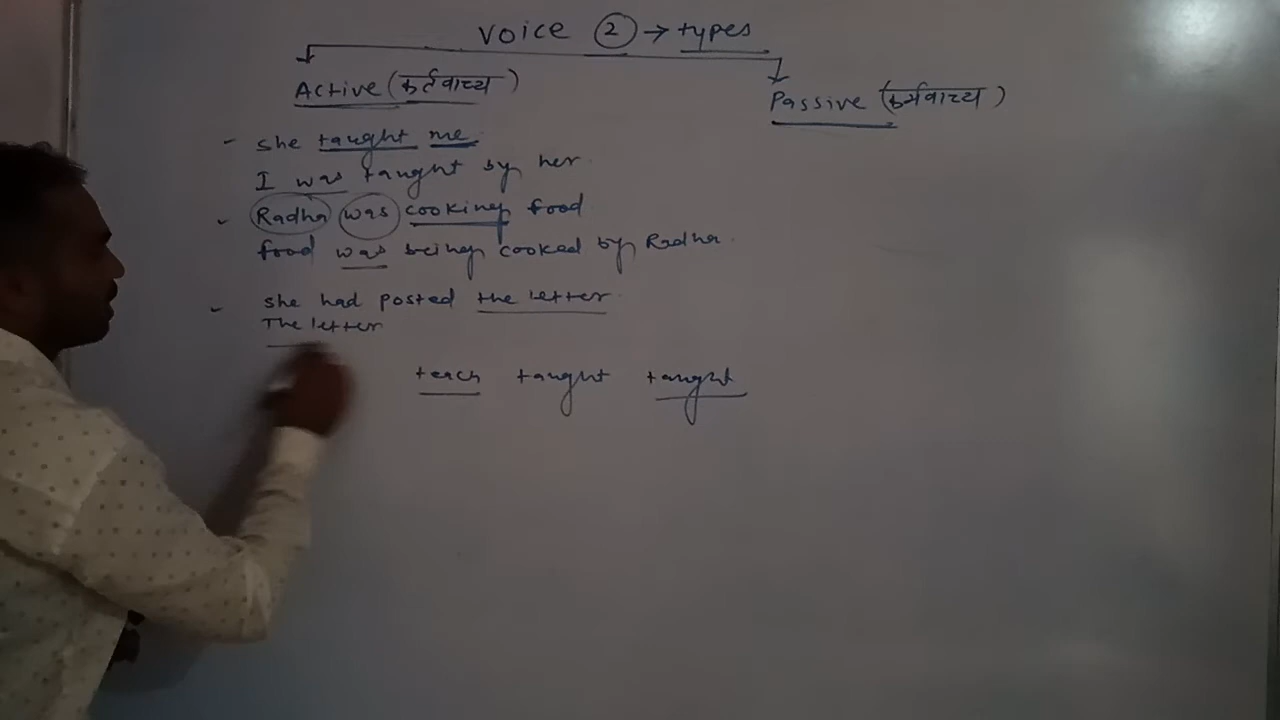 Voice 2 → types
Active (कर्तवाच्य)
Passive (कर्मवाच्य)
- She taught me.
I was taught by her.
- Radha was cooking food
food was being cooked by Radha.
- She had posted the letter.
The letter
teach taught taught